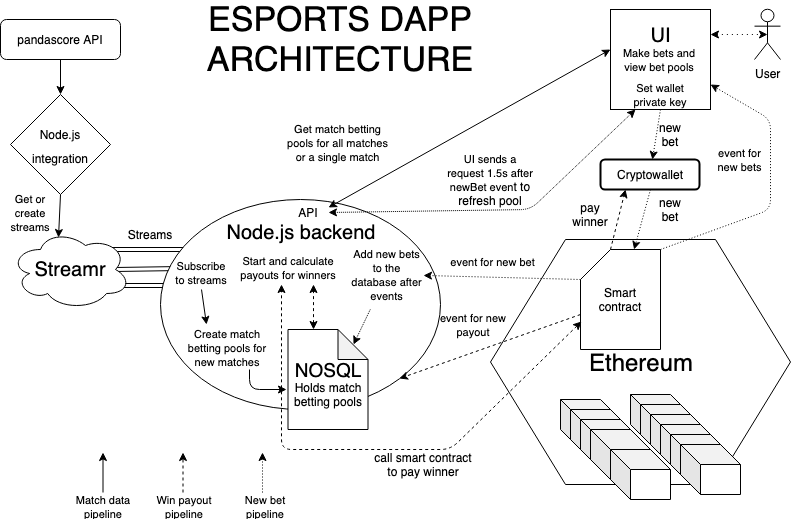 ESPORTS DAPP
ARCHITECTURE
pandascore API
Node.js
integration
Get or
create
streams
Streamr
Streams
API
Node.js backend
Subscribe
to streams
Start and calculate
payouts for winners
Add new bets
to the
database after
events
Create match
betting pools for
new matches
NOSQL
Holds match
betting pools
Get match betting
pools for all matches
or a single match
UI sends a
request 1.5s after
newBet event to
refresh pool
UI
Make bets and
view bet pools
Set wallet
private key
User
new
bet
event for
new bets
Cryptowallet
pay
winner
new
bet
event for new bet
Smart
contract
event for new
payout
Ethereum
call smart contract
to pay winner
Match data
pipeline
Win payout
pipeline
New bet
pipeline